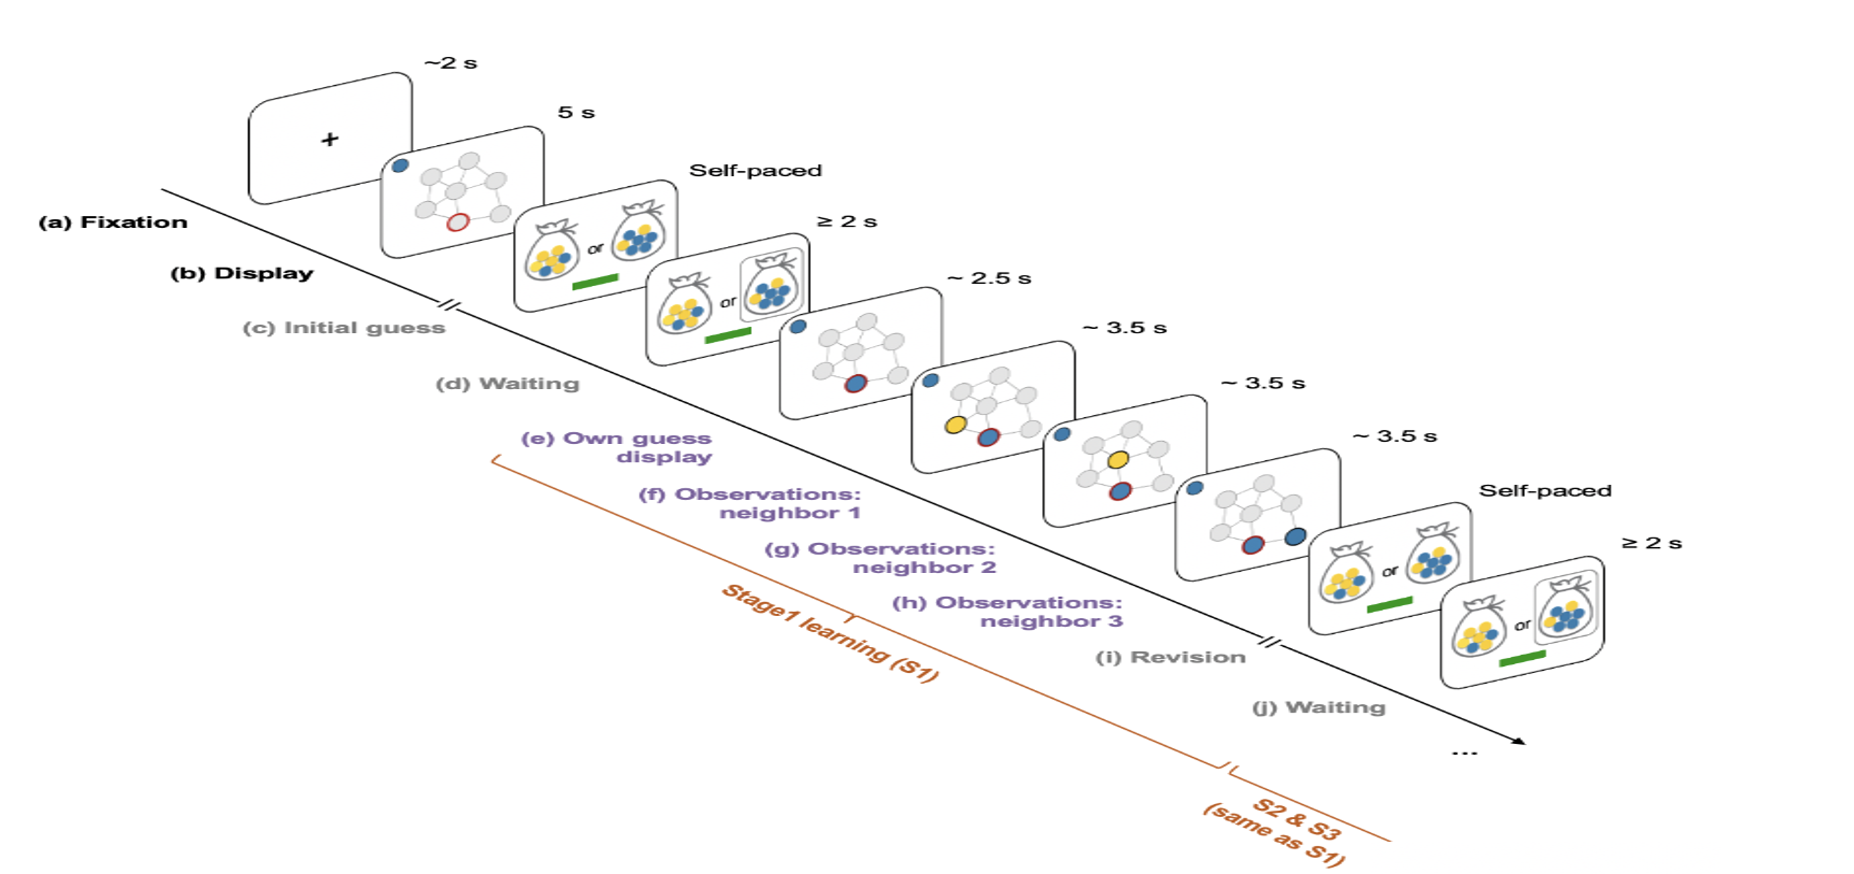 ~2 s
5 s
Self-paced
≥ 2 s
~ 2.5 s
~ 3.5 s
~ 3.5 s
~ 3.5 s
Self-paced
≥ 2 s
+
or
or
or
or
(a) Fixation
(b) Display
(c) Initial guess
(d) Waiting
(e) Own guess
display
(f) Observations:
neighbor 1
(g) Observations:
neighbor 2
(h) Observations:
neighbor 3
(i) Revision
(j) Waiting
...
Stage1 learning (S1)
S2 & S3
(same as S1)